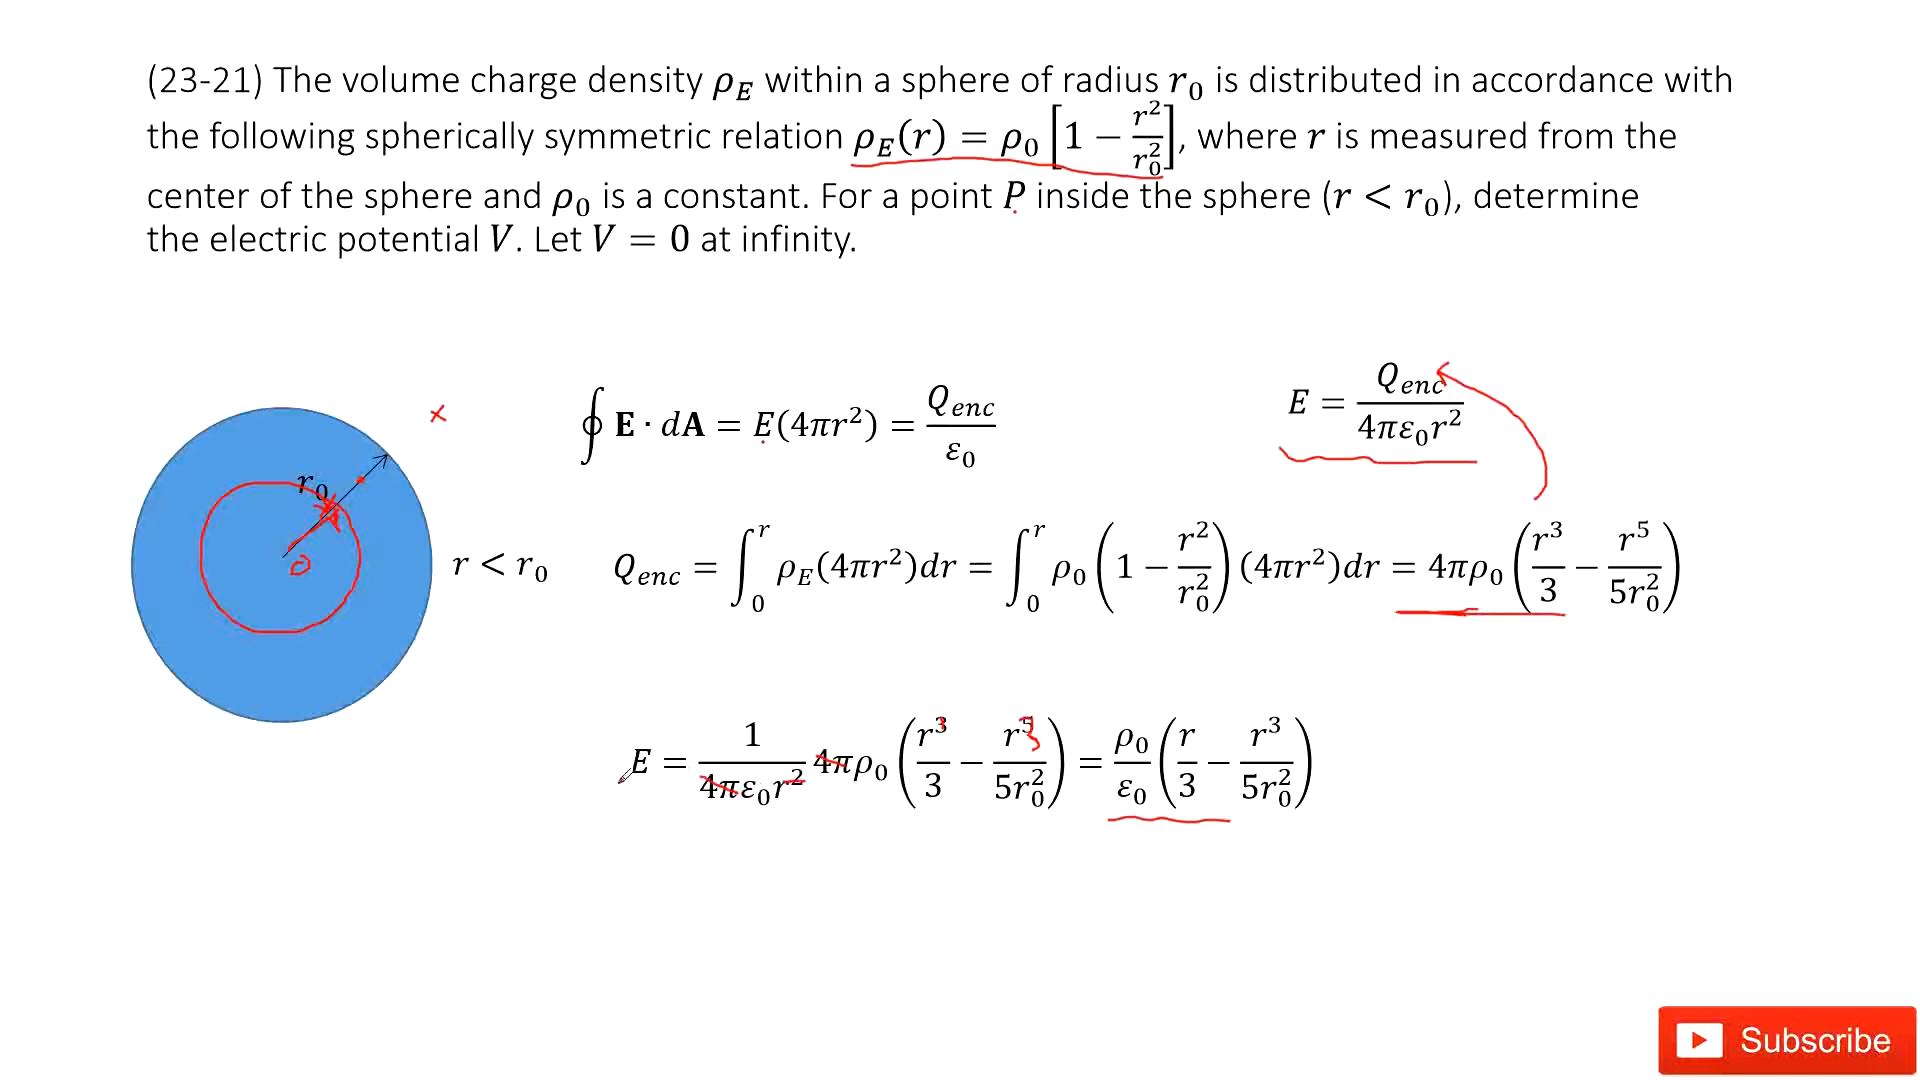 (23-21) The volume charge density ρ_E within a sphere of radius r_0 is distributed in accordance with
the following spherically symmetric relation ρ_E(r) = ρ_0 [1 − r^2/r_0^2], where r is measured from the
center of the sphere and ρ_0 is a constant. For a point P inside the sphere (r < r_0), determine
the electric potential V. Let V = 0 at infinity.
∮ E · dA = E(4πr^2) = Q_enc/ε_0
E = Q_enc/(4πε_0r^2)
r_0
0
r < r_0
Q_enc = ∫_0^r ρ_E(4πr^2)dr = ∫_0^r ρ_0 (1 − r^2/r_0^2) (4πr^2)dr = 4πρ_0 (r^3/3 − r^5/(5r_0^2))
E = 1/(4πε_0r^2) 4πρ_0 (r^3/3 − r^5/(5r_0^2)) = ρ_0/ε_0 (r/3 − r^3/(5r_0^2))
3
Subscribe